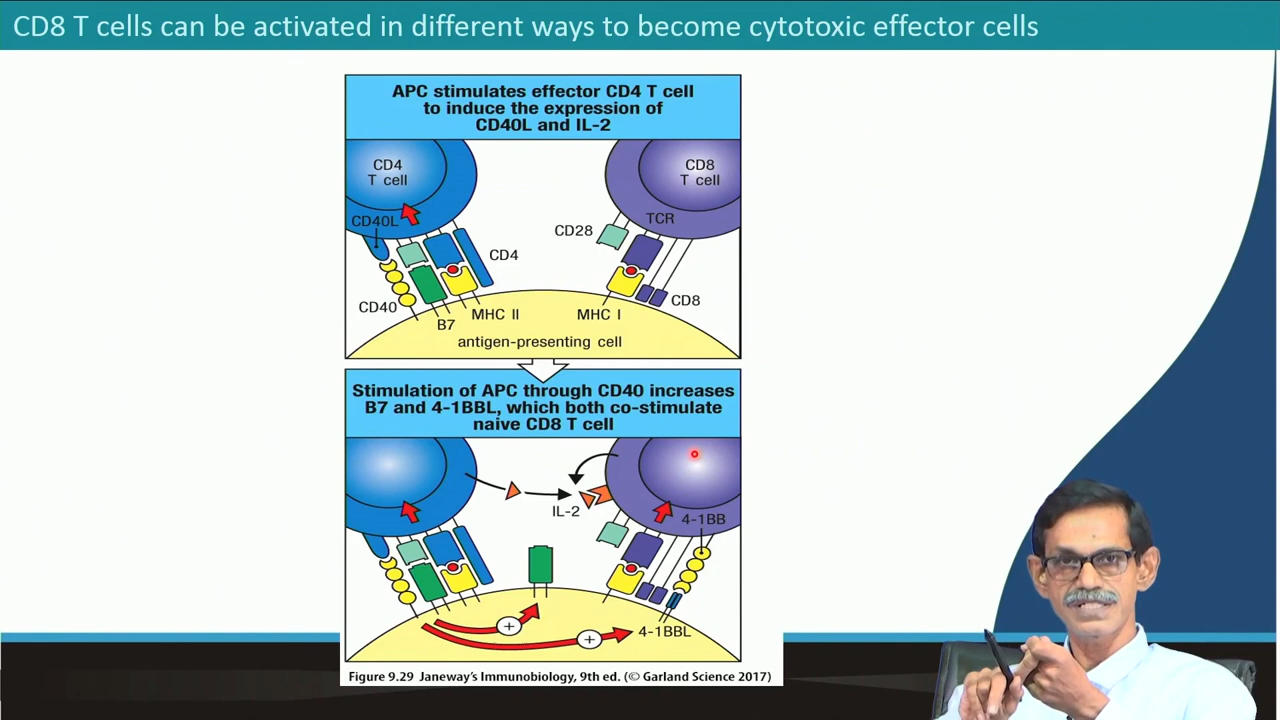 CD8 T cells can be activated in different ways to become cytotoxic effector cells
APC stimulates effector CD4 T cell
to induce the expression of
CD40L and IL-2
CD4
T cell
CD8
T cell
CD40L
TCR
CD28
CD4
CD40
B7
MHC II
MHC I
CD8
antigen-presenting cell
Stimulation of APC through CD40 increases
B7 and 4-1BBL, which both co-stimulate
naive CD8 T cell
IL-2
4-1BB
+
+
4-1BBL
Figure 9.29 Janeway's Immunobiology, 9th ed. (© Garland Science 2017)